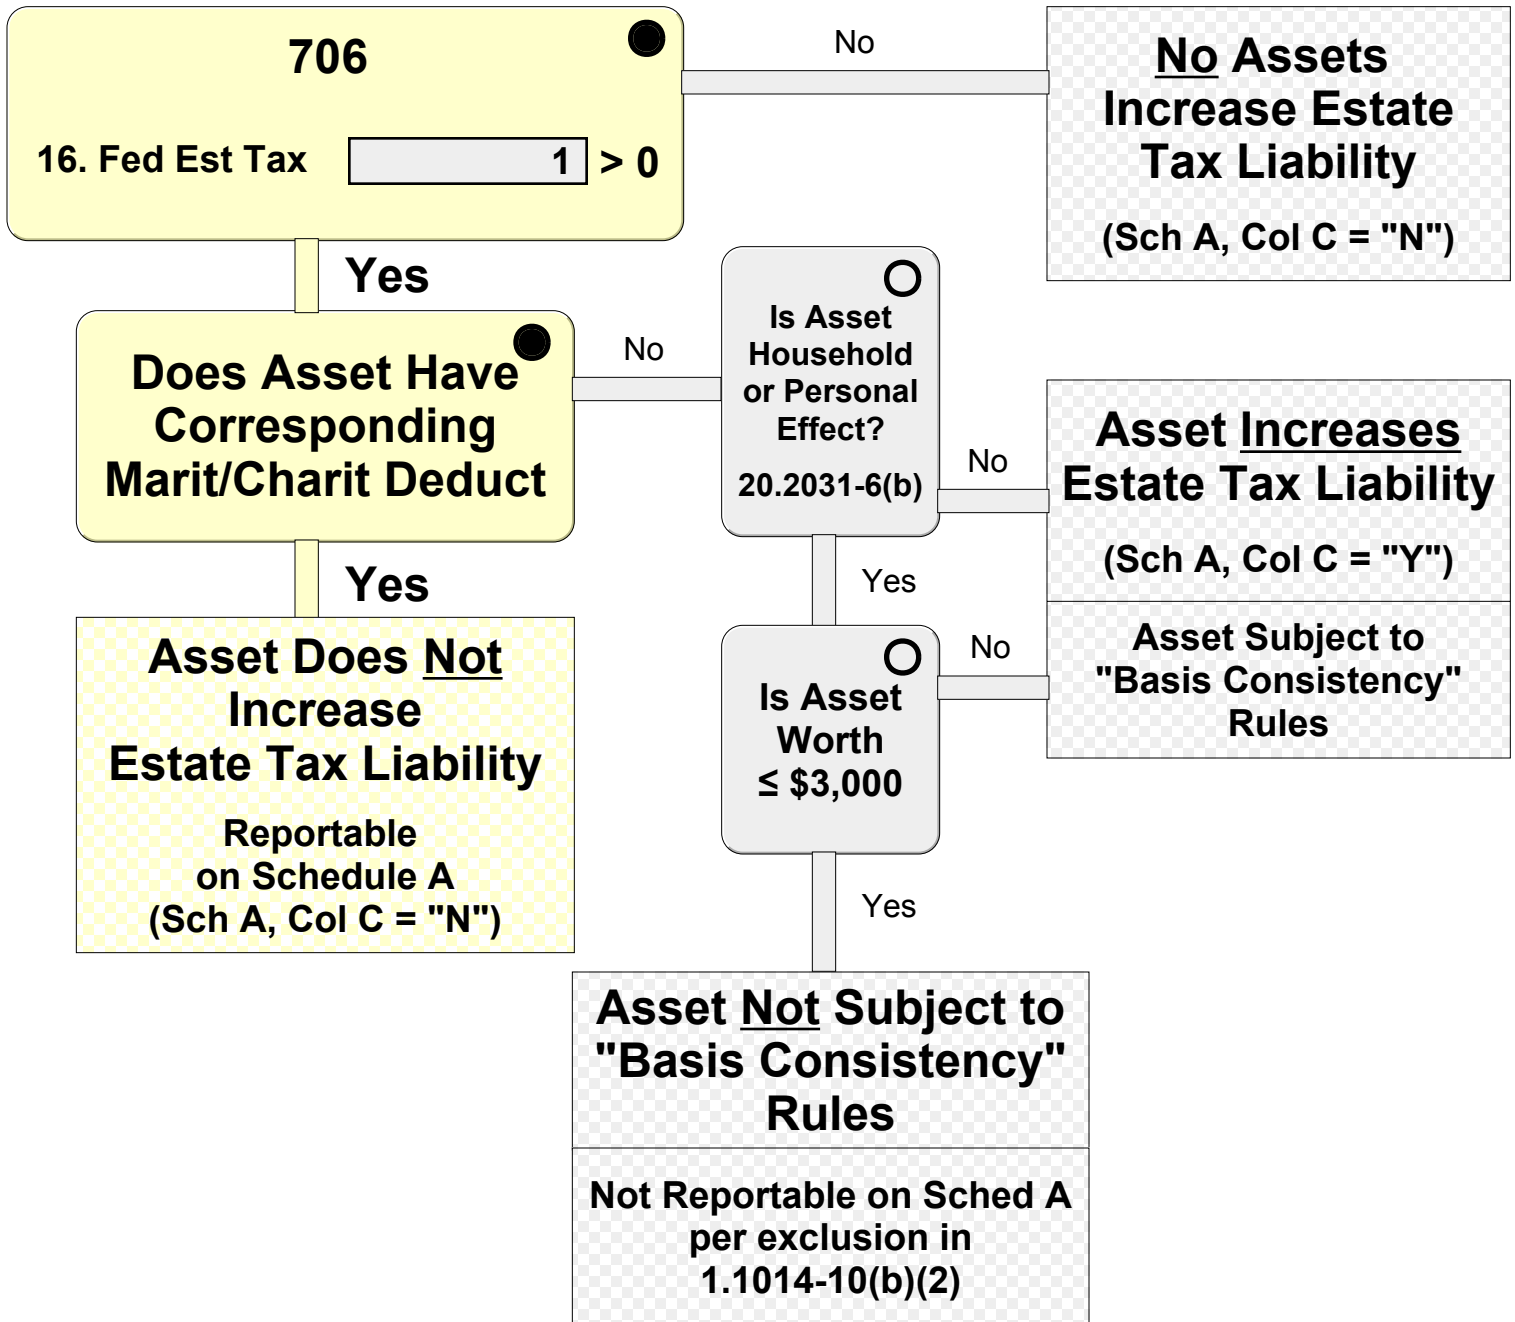 706
16. Fed Est Tax 1 > 0
No
No Assets
Increase Estate
Tax Liability
(Sch A, Col C = "N")
Yes
Does Asset Have
Corresponding
Marit/Charit Deduct
No
Is Asset
Household
or Personal
Effect?
20.2031-6(b)
No
Asset Increases
Estate Tax Liability
(Sch A, Col C = "Y")
Asset Subject to
"Basis Consistency"
Rules
Yes
Asset Does Not
Increase
Estate Tax Liability
Reportable
on Schedule A
(Sch A, Col C = "N")
Yes
Is Asset
Worth
≤ $3,000
No
Yes
Asset Not Subject to
"Basis Consistency"
Rules
Not Reportable on Sched A
per exclusion in
1.1014-10(b)(2)